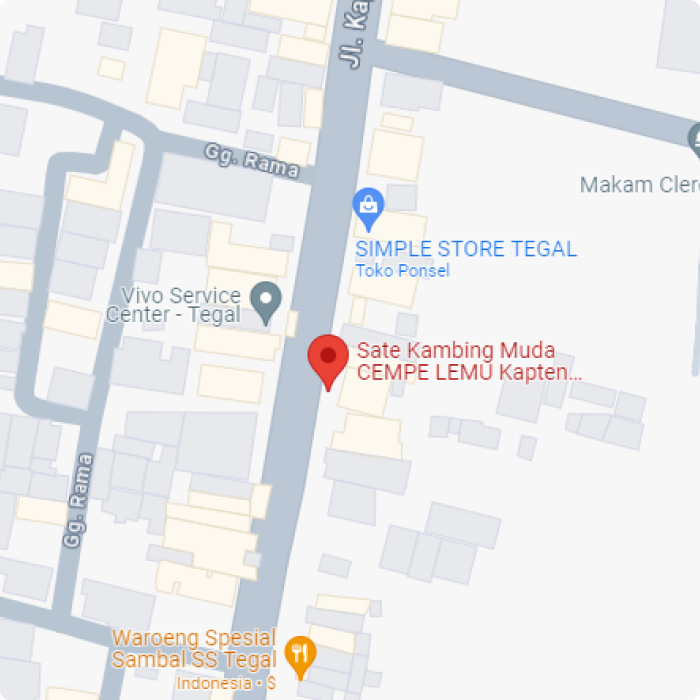 Jl. Ka
Gg. Rama
Makam Cler
SIMPLE STORE TEGAL
Toko Ponsel
Vivo Service
Center - Tegal
Sate Kambing Muda
CEMPE LEMU Kapten...
Gg. Rama
Waroeng Spesial
Sambal SS Tegal
Indonesia • $